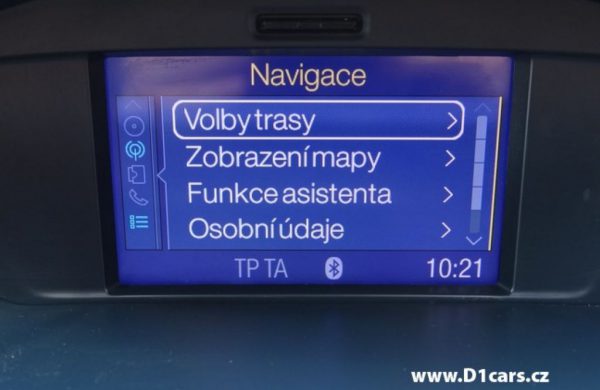 Navigace
Volby trasy
Zobrazení mapy
Funkce asistenta
Osobní údaje
TP TA 10:21
www.D1cars.cz